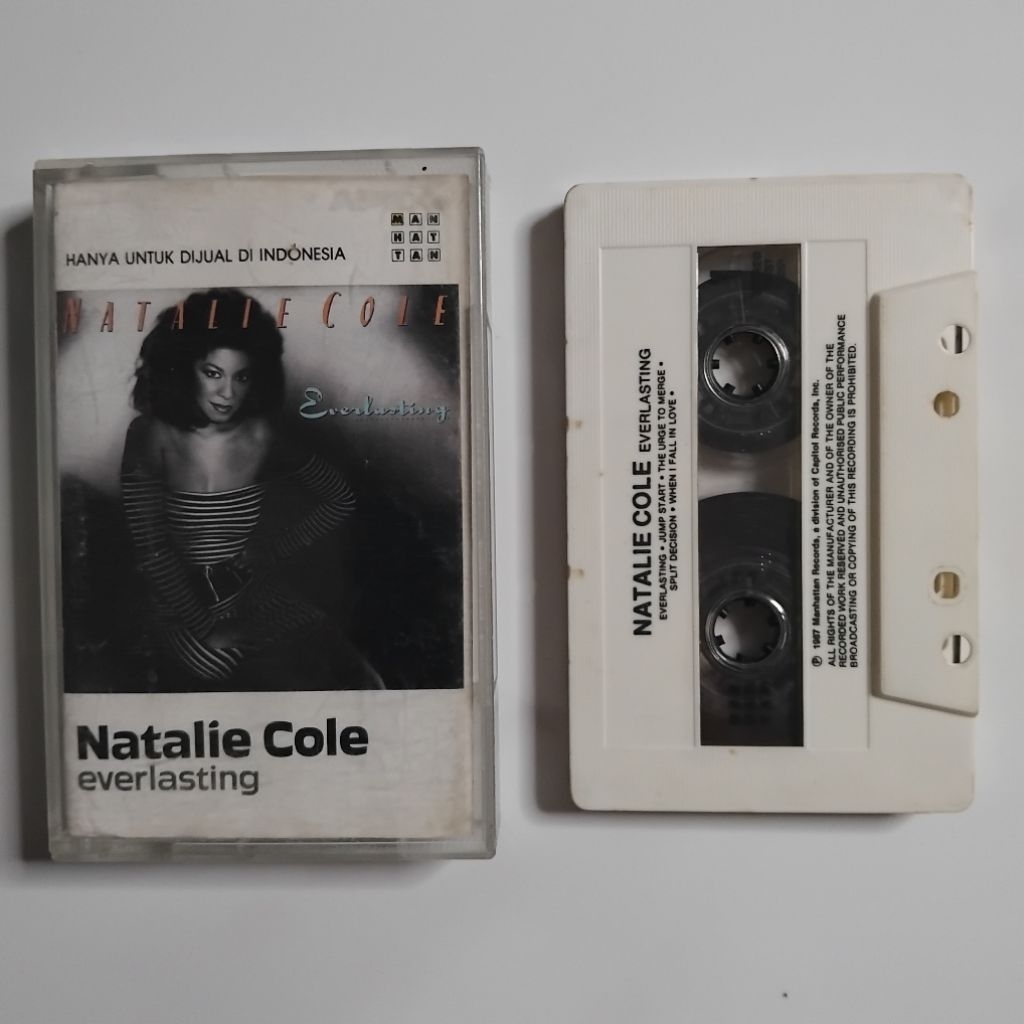 MAN
HAT
TAN
HANYA UNTUK DIJUAL DI INDONESIA
NATALIE COLE
Everlasting
Natalie Cole
everlasting
NATALIE COLE EVERLASTING
EVERLASTING • JUMP START • THE URGE TO MERGE •
SPLIT DECISION • WHEN I FALL IN LOVE •
℗ 1987 Manhattan Records, a division of Capitol Records, Inc.
ALL RIGHTS OF THE MANUFACTURER AND OF THE OWNER OF THE
RECORDED WORK RESERVED AND UNAUTHORISED PUBLIC PERFORMANCE
BROADCASTING OR COPYING OF THIS RECORDING IS PROHIBITED.